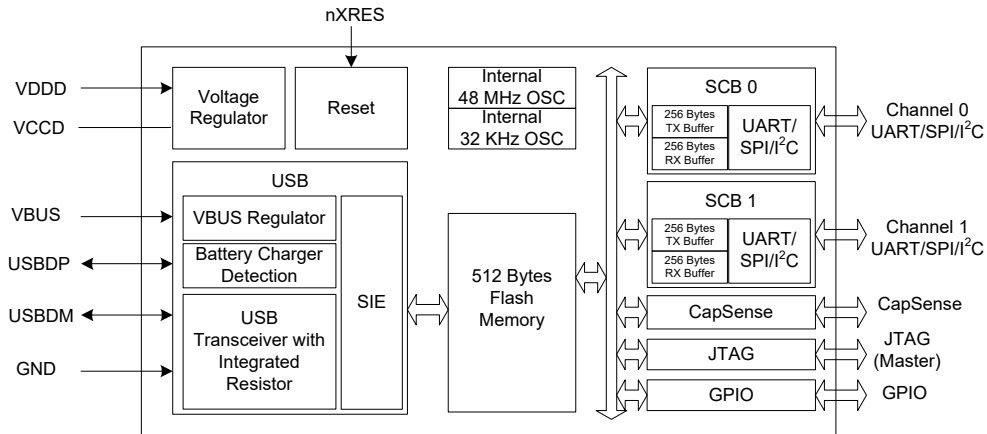 nXRES
VDDD
VCCD
VBUS
USBDP
USBDM
GND
Voltage
Regulator
Reset
Internal
48 MHz OSC
Internal
32 KHz OSC
USB
VBUS Regulator
Battery Charger
Detection
USB
Transceiver with
Integrated
Resistor
SIE
512 Bytes
Flash
Memory
SCB 0
256 Bytes
TX Buffer
256 Bytes
RX Buffer
UART/
SPI/I²C
Channel 0
UART/SPI/I²C
SCB 1
256 Bytes
TX Buffer
256 Bytes
RX Buffer
UART/
SPI/I²C
Channel 1
UART/SPI/I²C
CapSense
CapSense
JTAG
JTAG
(Master)
GPIO
GPIO